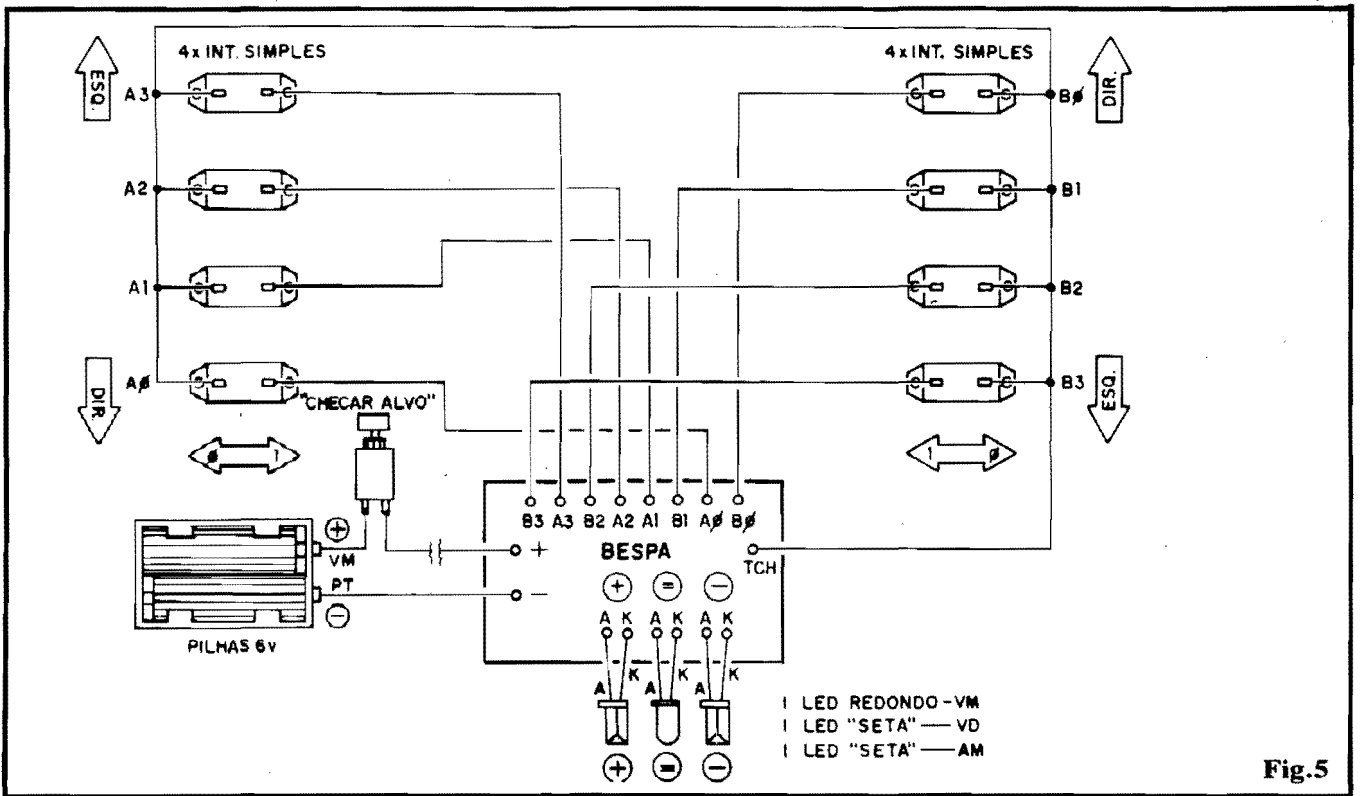 4x INT. SIMPLES
4x INT. SIMPLES
ESQ.
DIR.
A3
BØ
A2
B1
A1
B2
AØ
B3
DIR.
ESQ.
"CHECAR ALVO"
Ø 1
1 Ø
B3 A3 B2 A2 A1 B1 AØ BØ
+
VM
+
BESPA
TCH
PT
-
-
PILHAS 6v
+ = -
A K A K A K
A K A K A K
+ = -
1 LED REDONDO - VM
1 LED "SETA" — VD
1 LED "SETA" — AM
Fig.5